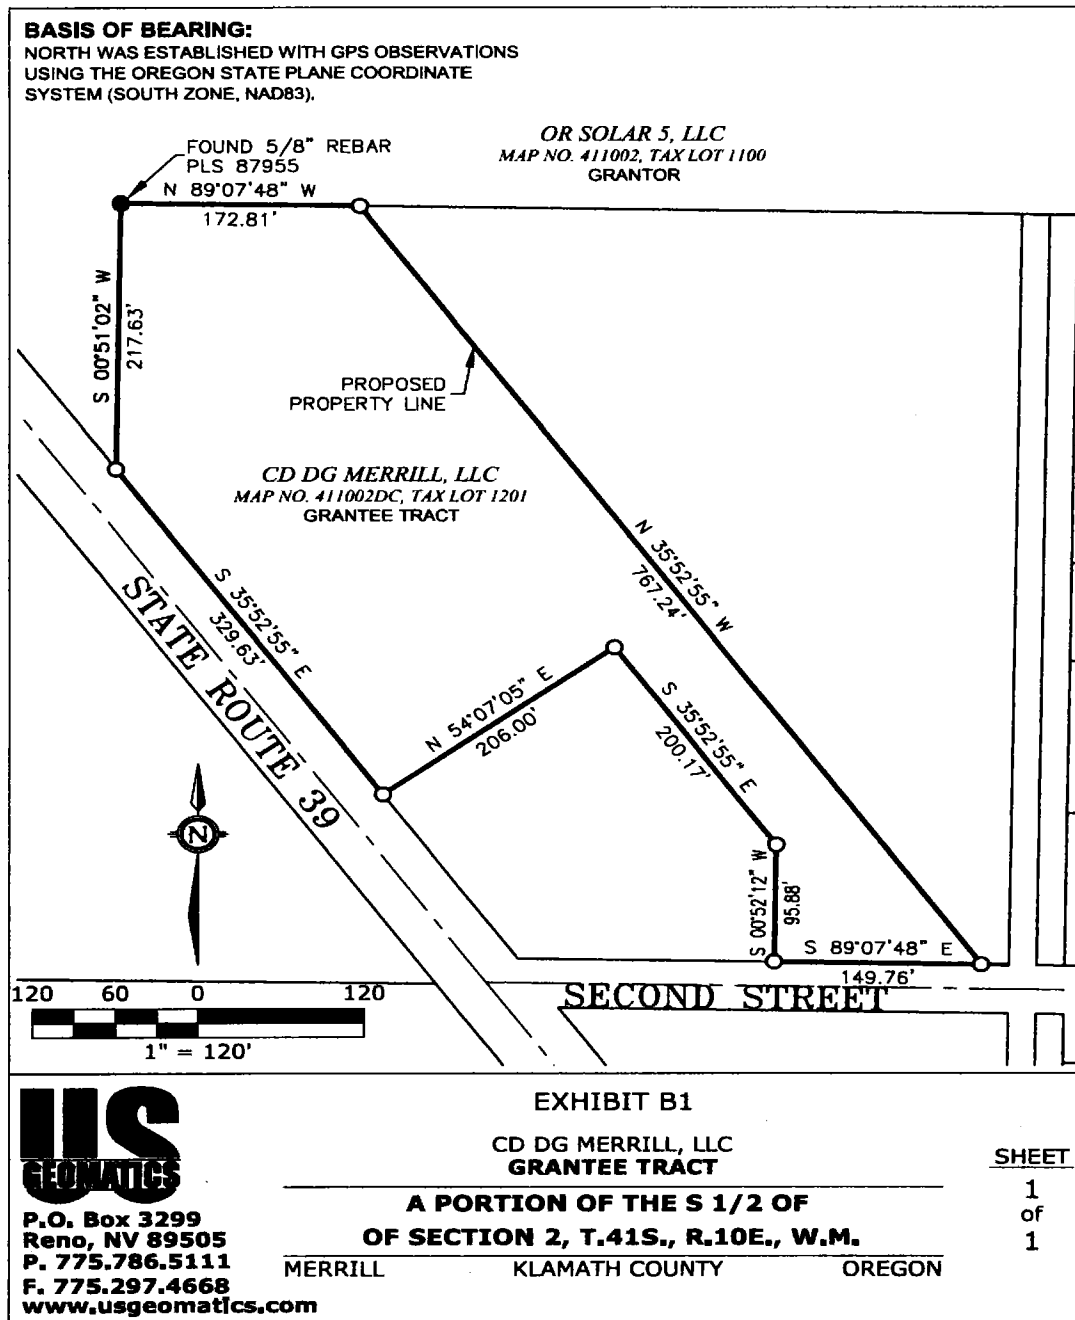 BASIS OF BEARING:
NORTH WAS ESTABLISHED WITH GPS OBSERVATIONS
USING THE OREGON STATE PLANE COORDINATE
SYSTEM (SOUTH ZONE, NAD83).
OR SOLAR 5, LLC
MAP NO. 411002, TAX LOT 1100
GRANTOR
FOUND 5/8" REBAR
PLS 87955
N 89°07'48" W
172.81'
S 00°51'02" W
217.63'
PROPOSED
PROPERTY LINE
CD DG MERRILL, LLC
MAP NO. 411002DC, TAX LOT 1201
GRANTEE TRACT
N 35°52'55" W
767.24'
S 35°52'55" E
329.63'
STATE ROUTE 39
N 54°07'05" E
206.00'
S 35°52'55" E
200.17'
S 00°52'12" W
95.88'
S 89°07'48" E
149.76'
SECOND STREET
N
120 60 0 120
1" = 120'
US
GEOMATICS
P.O. Box 3299
Reno, NV 89505
P. 775.786.5111
F. 775.297.4668
www.usgeomatics.com
EXHIBIT B1
CD DG MERRILL, LLC
GRANTEE TRACT
A PORTION OF THE S 1/2 OF
OF SECTION 2, T.41S., R.10E., W.M.
MERRILL KLAMATH COUNTY OREGON
SHEET
1
of
1